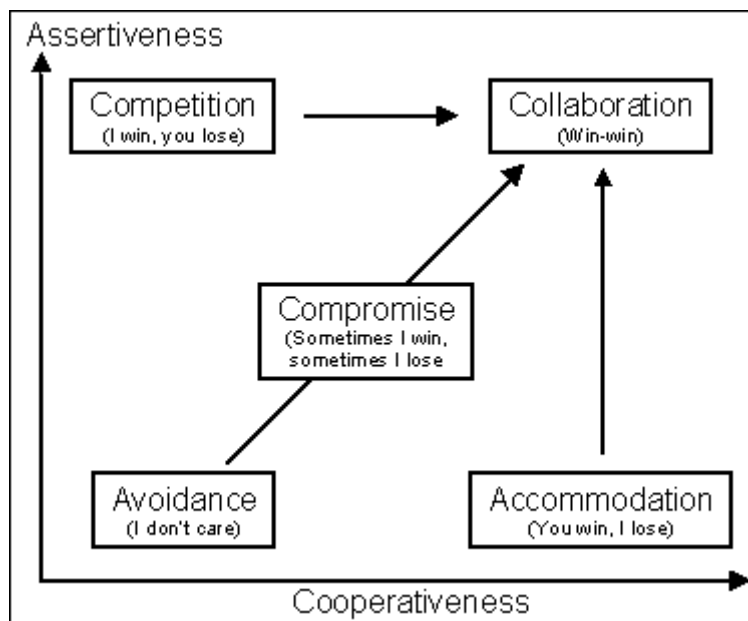 Assertiveness
Competition
(I win, you lose)
Collaboration
(Win-win)
Compromise
(Sometimes I win,
sometimes I lose
Avoidance
(I don't care)
Accommodation
(You win, I lose)
Cooperativeness